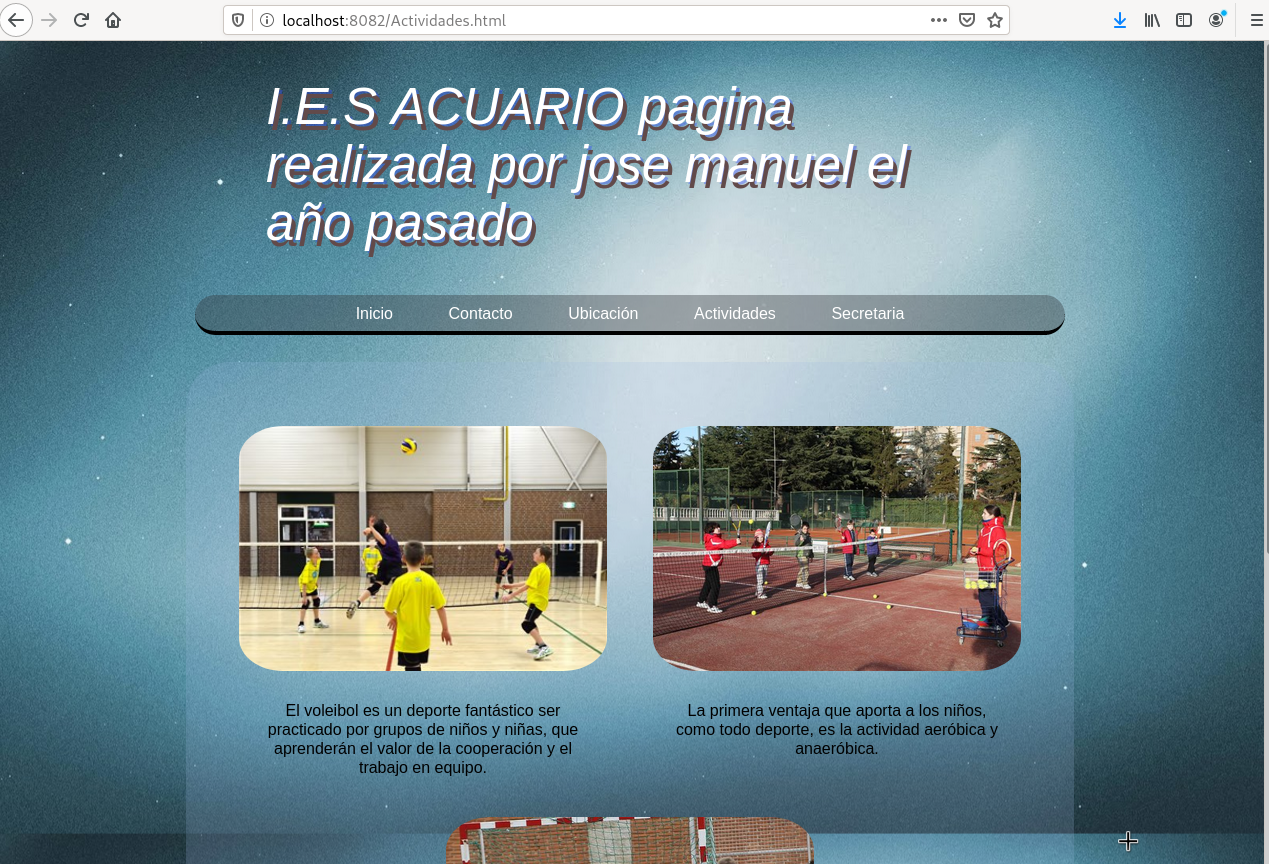 localhost:8082/Actividades.html
I.E.S ACUARIO pagina
realizada por jose manuel el
año pasado
Inicio Contacto Ubicación Actividades Secretaria
El voleibol es un deporte fantástico ser
practicado por grupos de niños y niñas, que
aprenderán el valor de la cooperación y el
trabajo en equipo.
La primera ventaja que aporta a los niños,
como todo deporte, es la actividad aeróbica y
anaeróbica.